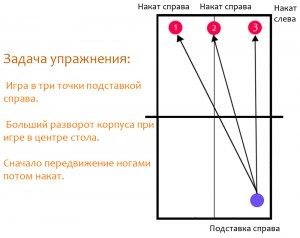 Накат справа
Накат справа
Накат
слева
1
2
3
Задача упражнения:
Игра в три точки подставкой
справа.
Больший разворот корпуса при
игре в центре стола.
Сначало передвижение ногами
потом накат.
Подставка справа